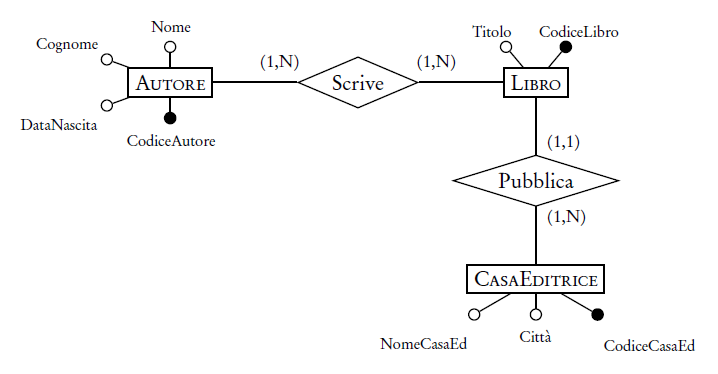 Nome
Cognome
Titolo
CodiceLibro
(1,N)
(1,N)
AUTORE
Scrive
LIBRO
DataNascita
CodiceAutore
(1,1)
Pubblica
(1,N)
CASAEDITRICE
NomeCasaEd
Città
CodiceCasaEd